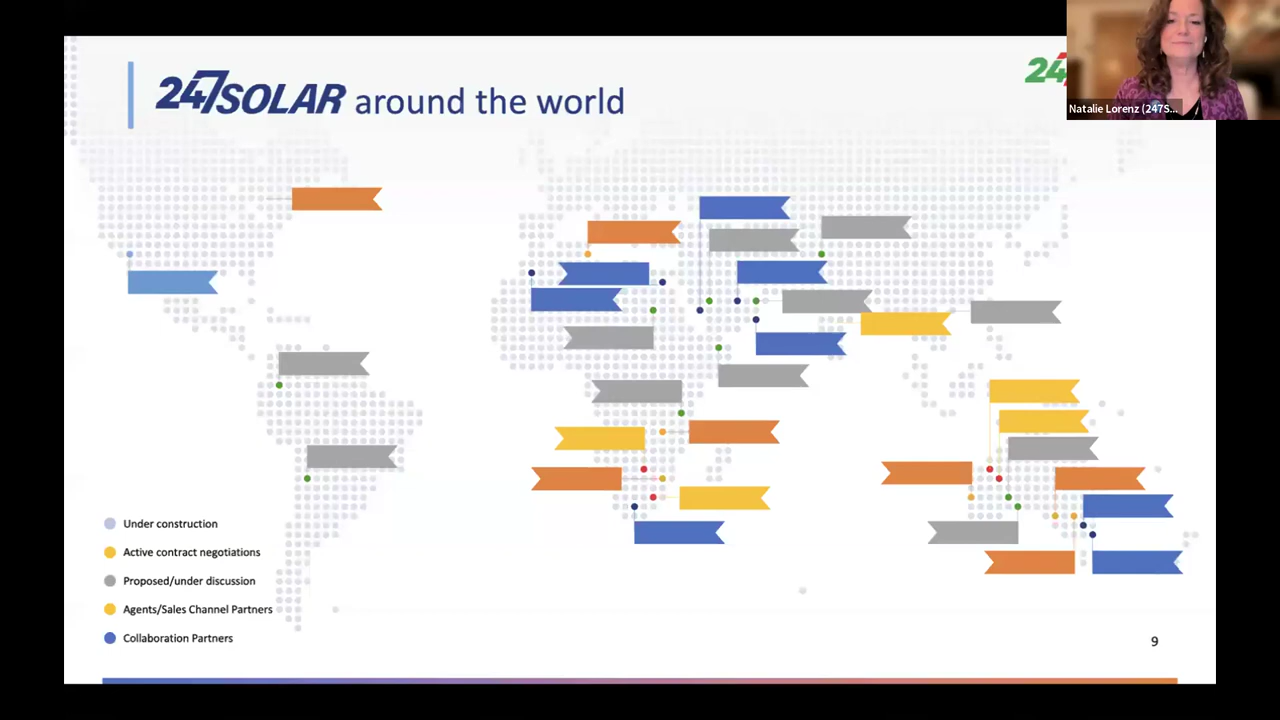 247SOLAR around the world
24
Natalie Lorenz (247S...
Under construction
Active contract negotiations
Proposed/under discussion
Agents/Sales Channel Partners
Collaboration Partners
9